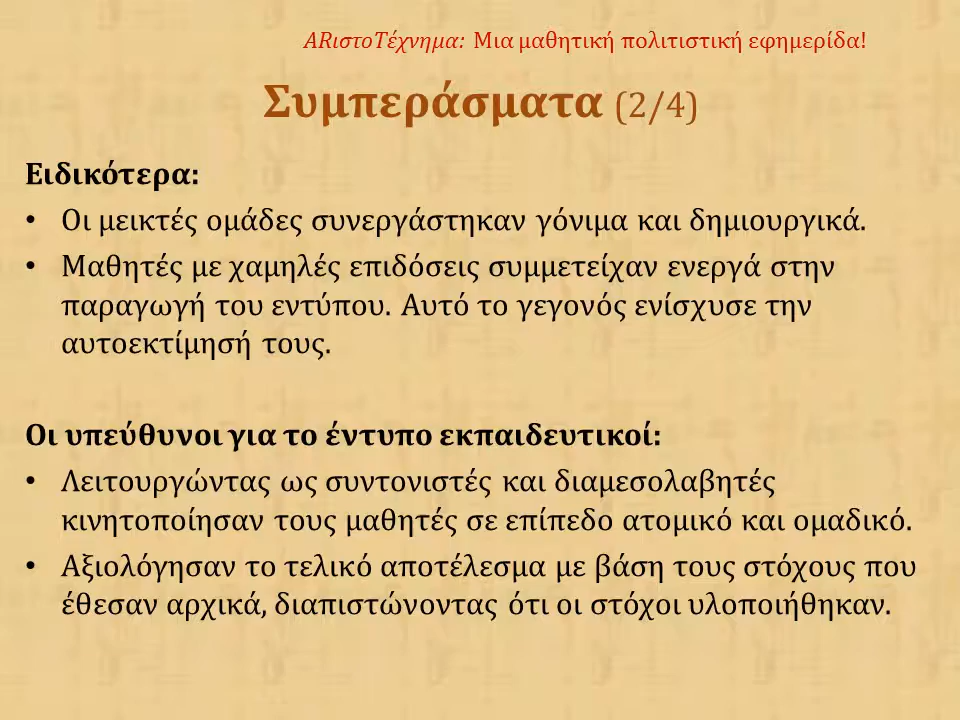 ARιστοΤέχνημα: Μια μαθητική πολιτιστική εφημερίδα!
Συμπεράσματα (2/4)
Ειδικότερα:
• Οι μεικτές ομάδες συνεργάστηκαν γόνιμα και δημιουργικά.
• Μαθητές με χαμηλές επιδόσεις συμμετείχαν ενεργά στην
παραγωγή του εντύπου. Αυτό το γεγονός ενίσχυσε την
αυτοεκτίμησή τους.
Οι υπεύθυνοι για το έντυπο εκπαιδευτικοί:
• Λειτουργώντας ως συντονιστές και διαμεσολαβητές
κινητοποίησαν τους μαθητές σε επίπεδο ατομικό και ομαδικό.
• Αξιολόγησαν το τελικό αποτέλεσμα με βάση τους στόχους που
έθεσαν αρχικά, διαπιστώνοντας ότι οι στόχοι υλοποιήθηκαν.